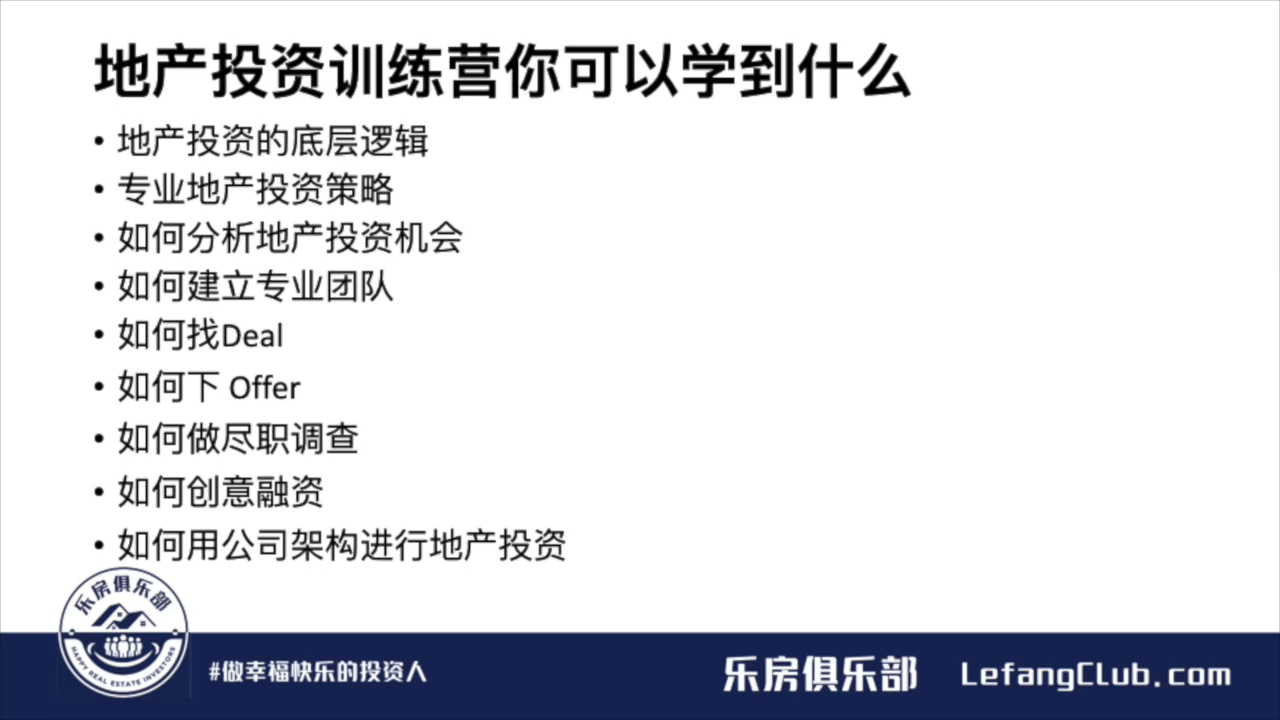 地产投资训练营你可以学到什么
• 地产投资的底层逻辑
• 专业地产投资策略
• 如何分析地产投资机会
• 如何建立专业团队
• 如何找Deal
• 如何下 Offer
• 如何做尽职调查
• 如何创意融资
• 如何用公司架构进行地产投资
乐房俱乐部
HAPPY REAL ESTATE INVESTORS
#做幸福快乐的投资人
乐房俱乐部
LefangClub.com